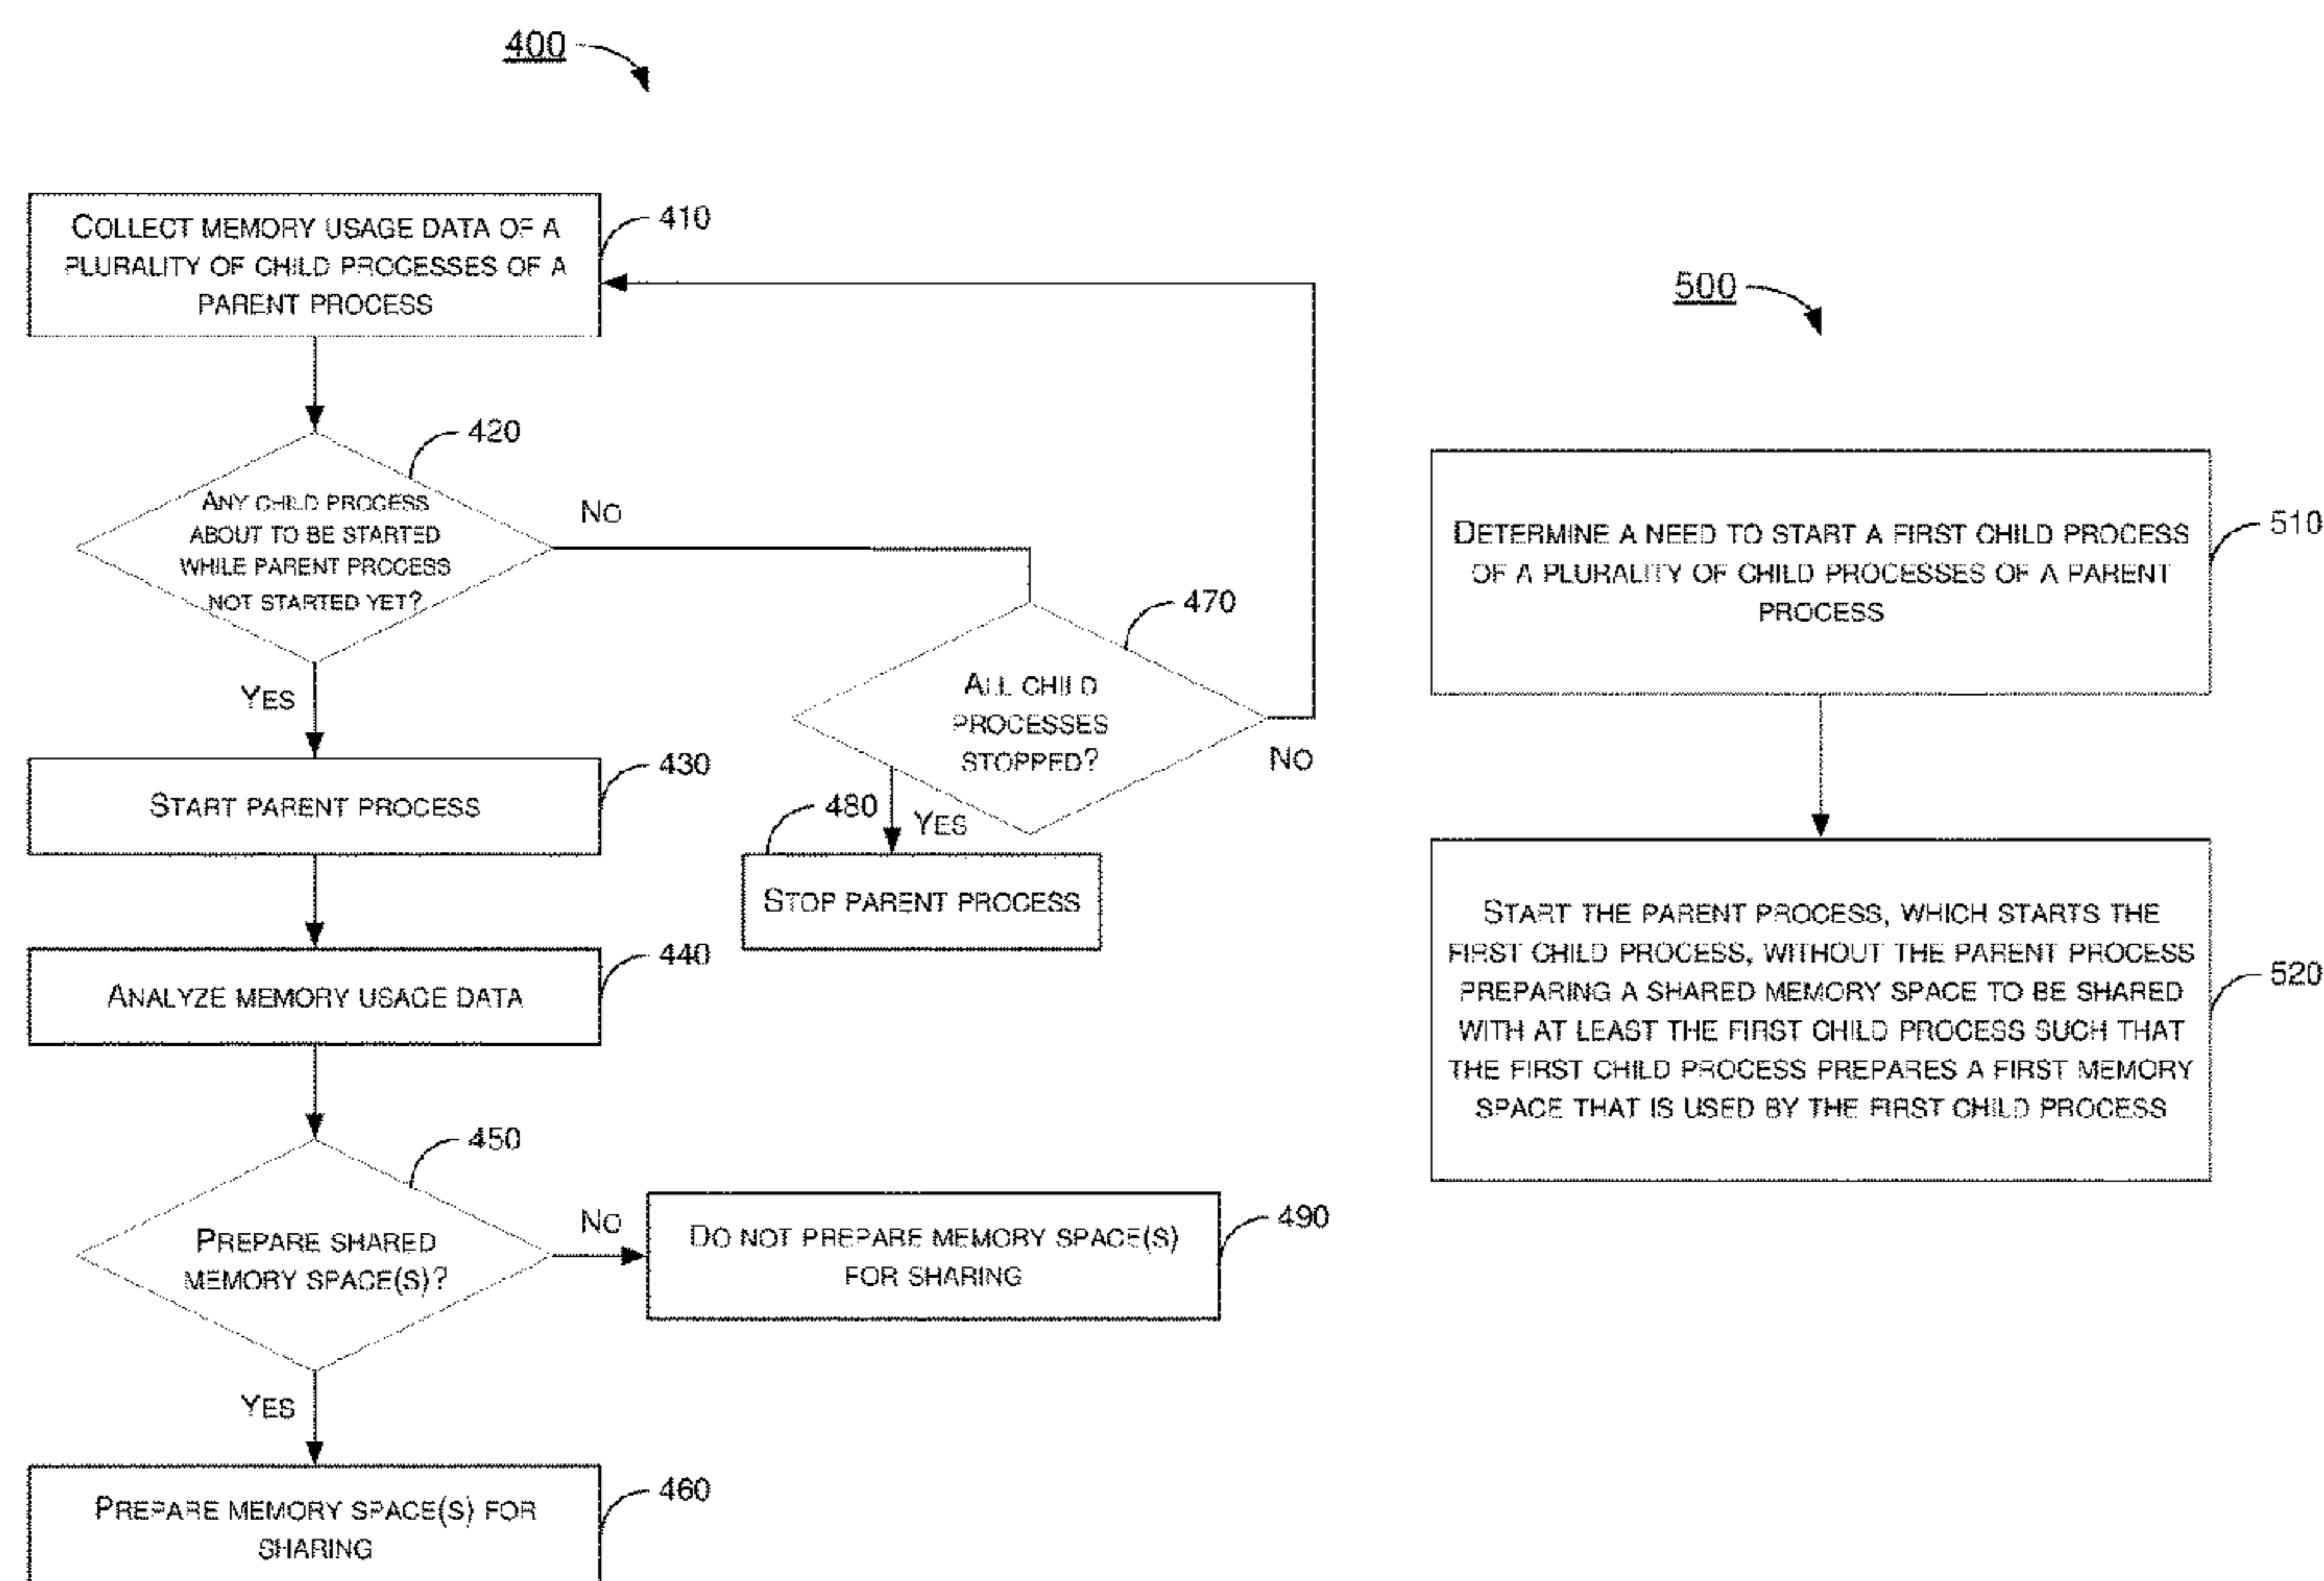 400
COLLECT MEMORY USAGE DATA OF A
PLURALITY OF CHILD PROCESSES OF A
PARENT PROCESS
410
ANY CHILD PROCESS
ABOUT TO BE STARTED
WHILE PARENT PROCESS
NOT STARTED YET?
420
NO
YES
START PARENT PROCESS
430
ALL CHILD
PROCESSES
STOPPED?
470
NO
YES
480
STOP PARENT PROCESS
ANALYZE MEMORY USAGE DATA
440
PREPARE SHARED
MEMORY SPACE(S)?
450
NO
DO NOT PREPARE MEMORY SPACE(S)
FOR SHARING
490
YES
PREPARE MEMORY SPACE(S) FOR
SHARING
460
500
DETERMINE A NEED TO START A FIRST CHILD PROCESS
OF A PLURALITY OF CHILD PROCESSES OF A PARENT
PROCESS
510
START THE PARENT PROCESS, WHICH STARTS THE
FIRST CHILD PROCESS, WITHOUT THE PARENT PROCESS
PREPARING A SHARED MEMORY SPACE TO BE SHARED
WITH AT LEAST THE FIRST CHILD PROCESS SUCH THAT
THE FIRST CHILD PROCESS PREPARES A FIRST MEMORY
SPACE THAT IS USED BY THE FIRST CHILD PROCESS
520